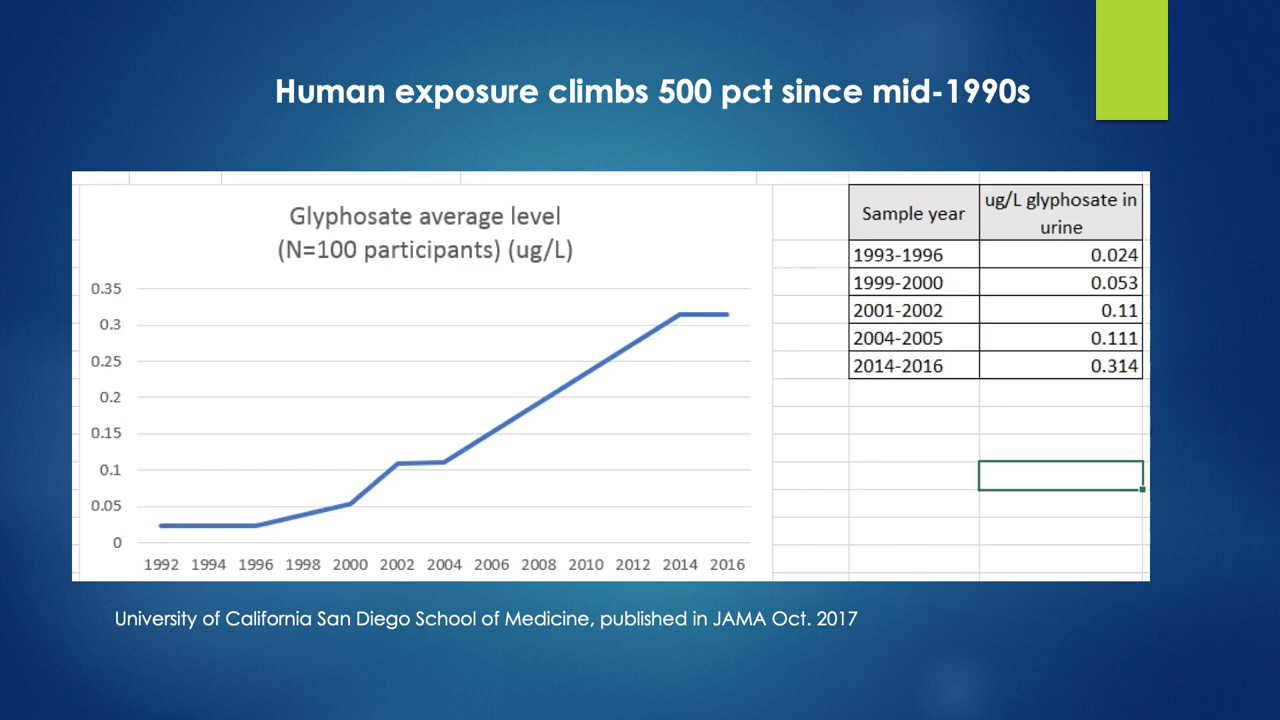 Human exposure climbs 500 pct since mid-1990s
Glyphosate average level
(N=100 participants) (ug/L)
0.35
0.3
0.25
0.2
0.15
0.1
0.05
0
1992 1994 1996 1998 2000 2002 2004 2006 2008 2010 2012 2014 2016
Sample year ug/L glyphosate in urine
1993-1996 0.024
1999-2000 0.053
2001-2002 0.11
2004-2005 0.111
2014-2016 0.314
University of California San Diego School of Medicine, published in JAMA Oct. 2017